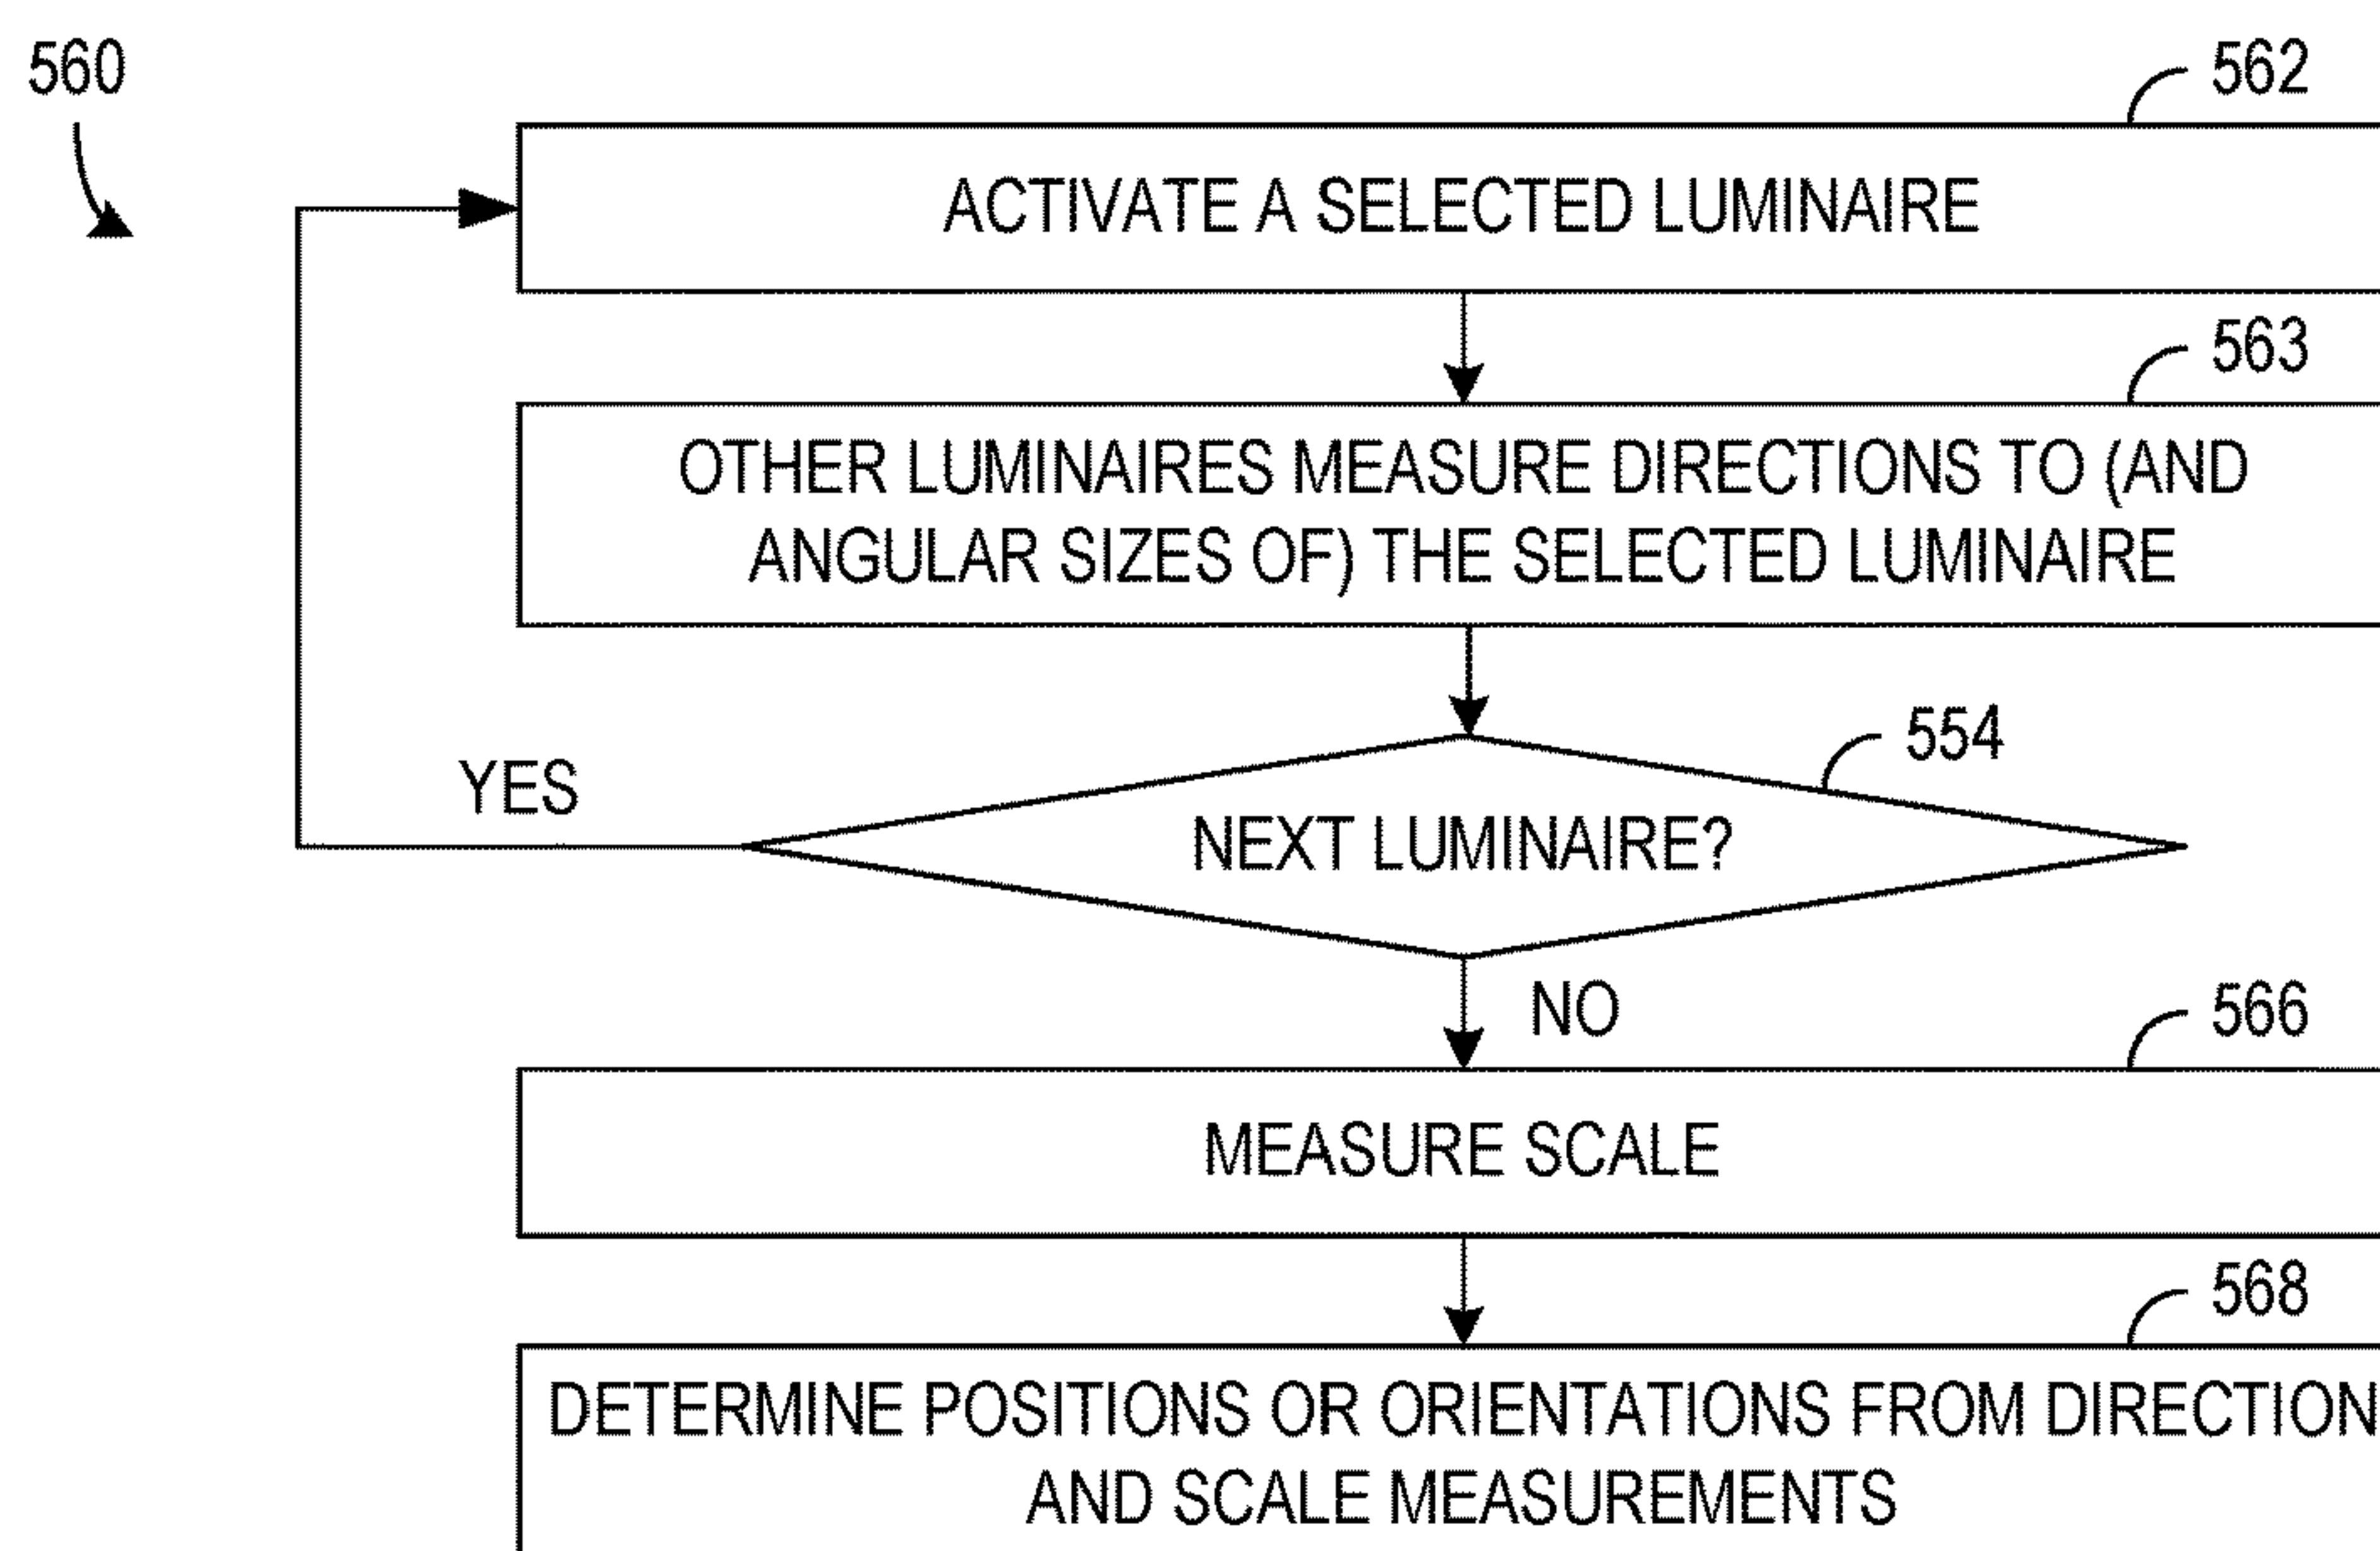 560
562
ACTIVATE A SELECTED LUMINAIRE
563
OTHER LUMINAIRES MEASURE DIRECTIONS TO (AND
ANGULAR SIZES OF) THE SELECTED LUMINAIRE
554
YES
NEXT LUMINAIRE?
NO
566
MEASURE SCALE
568
DETERMINE POSITIONS OR ORIENTATIONS FROM DIRECTION
AND SCALE MEASUREMENTS